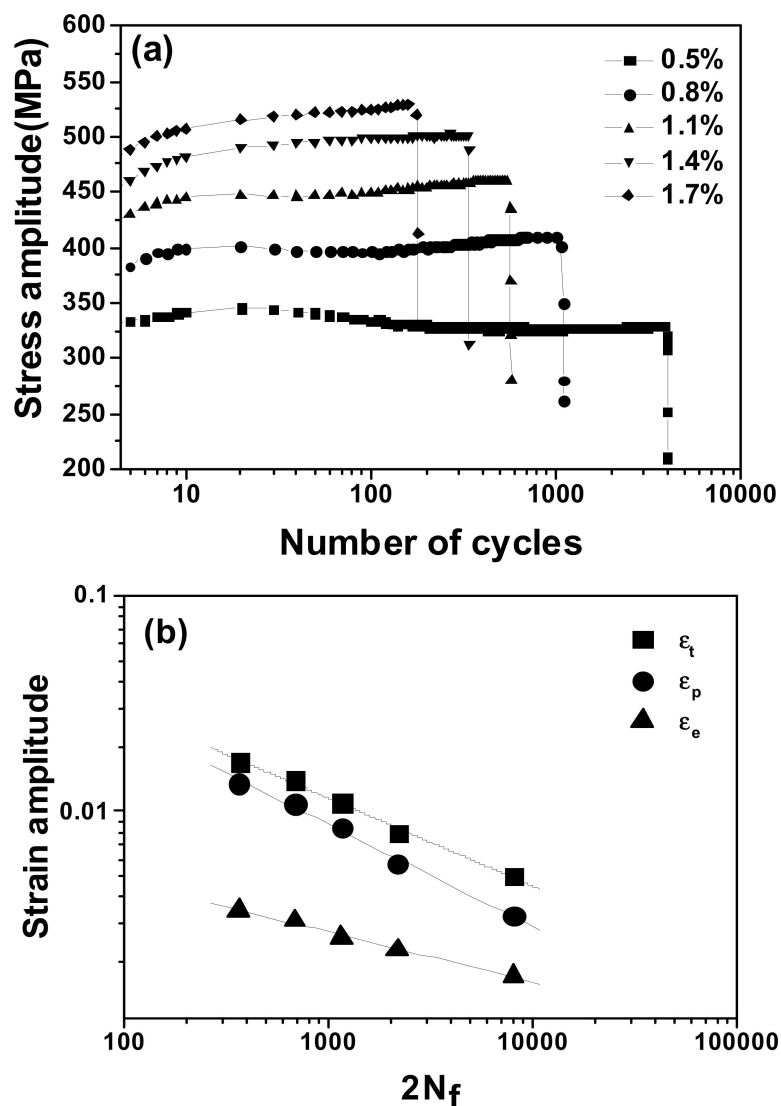 (a)
0.5%
0.8%
1.1%
1.4%
1.7%
Stress amplitude(MPa)
600
550
500
450
400
350
300
250
200
10
100
1000
10000
Number of cycles
(b)
εt
εp
εe
Strain amplitude
0.1
0.01
100
1000
10000
100000
2Nf